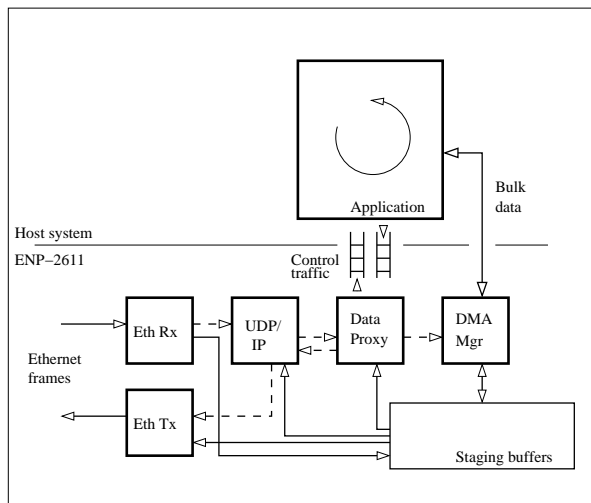 Application
Bulk
data
Host system
ENP−2611
Control
traffic
Eth Rx
UDP/
IP
Data
Proxy
DMA
Mgr
Ethernet
frames
Eth Tx
Staging buffers